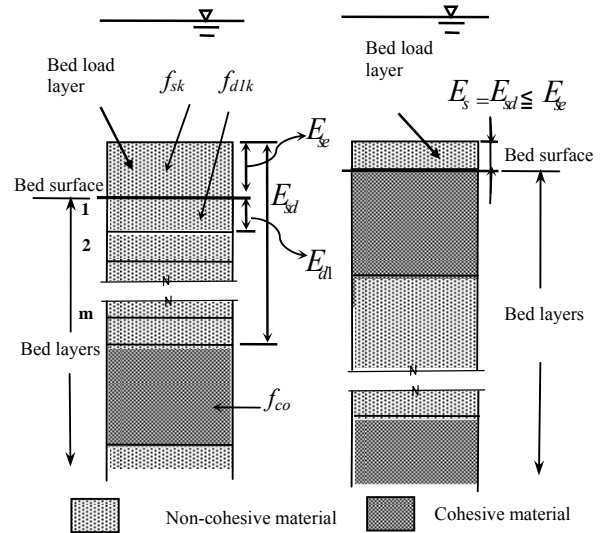 Bed load
layer
f_sk
f_d1k
E_se
E_sd
E_d1
Bed surface
1
2
m
Bed layers
N
N
f_co
Bed load
layer
E_s = E_sd ≦ E_se
Bed surface
Bed layers
N
N
Non-cohesive material
Cohesive material